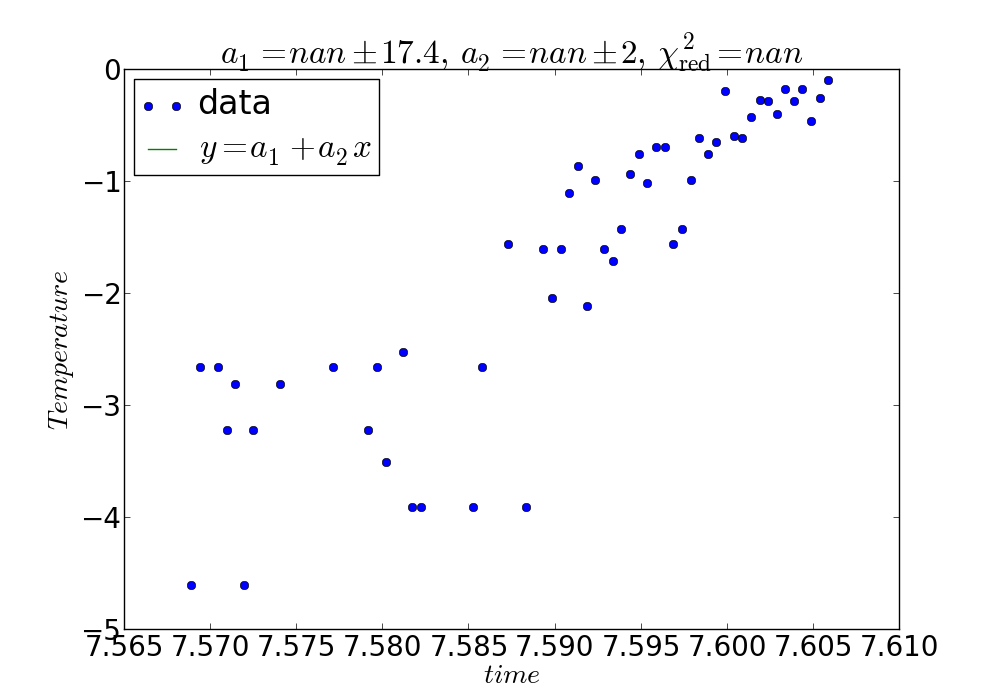 a₁ = nan ± 17.4, a₂ = nan ± 2, χ²red = nan
data
y = a₁ + a₂x
0
−1
−2
−3
−4
−5
Temperature
7.565 7.570 7.575 7.580 7.585 7.590 7.595 7.600 7.605 7.610
time